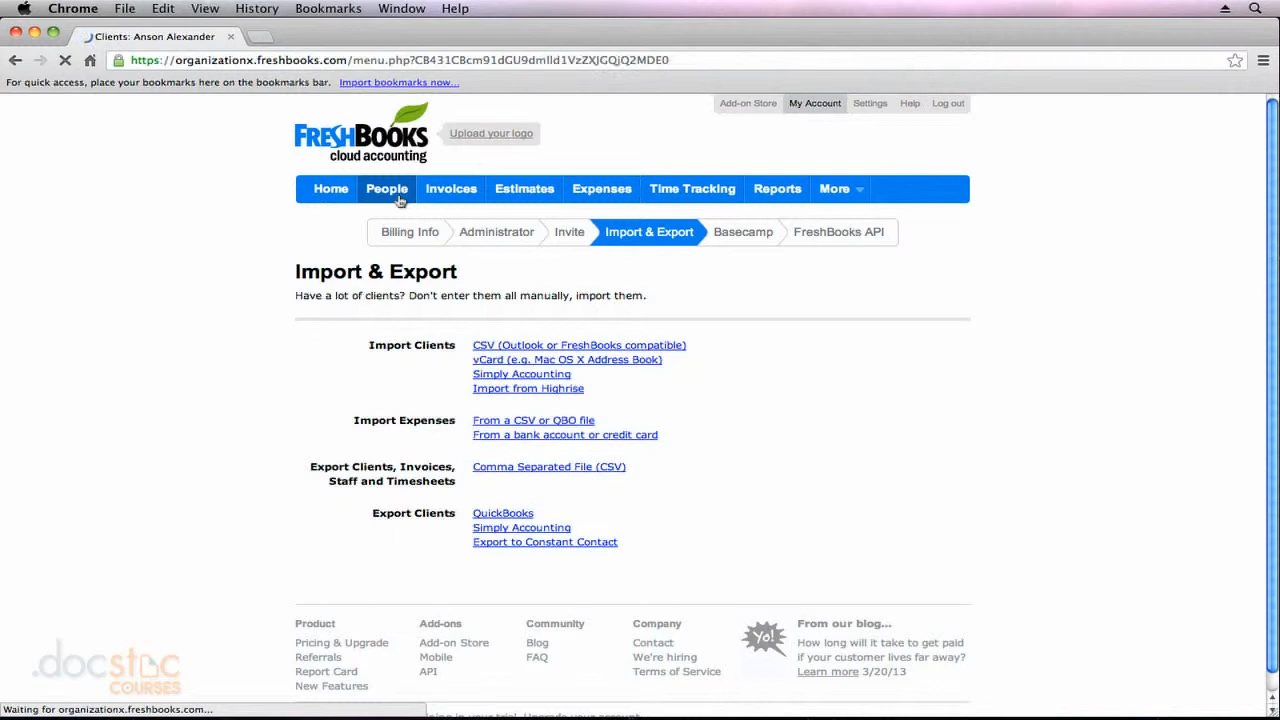 Chrome File Edit View History Bookmarks Window Help
Clients: Anson Alexander
https://organizationx.freshbooks.com/menu.php?CB431CBcm91dGU9dmlld1VzZXJGQjQ2MDE0
For quick access, place your bookmarks here on the bookmarks bar. Import bookmarks now...
Add-on Store My Account Settings Help Log out
FRESHBOOKS
cloud accounting
Upload your logo
Home People Invoices Estimates Expenses Time Tracking Reports More
Billing Info Administrator Invite Import & Export Basecamp FreshBooks API
Import & Export
Have a lot of clients? Don't enter them all manually, import them.
Import Clients CSV (Outlook or FreshBooks compatible)
vCard (e.g. Mac OS X Address Book)
Simply Accounting
Import from Highrise
Import Expenses From a CSV or QBO file
From a bank account or credit card
Export Clients, Invoices, Comma Separated File (CSV)
Staff and Timesheets
Export Clients QuickBooks
Simply Accounting
Export to Constant Contact
Product Add-ons Community Company Yo! From our blog...
Pricing & Upgrade Add-on Store Blog Contact How long will it take to get paid
Referrals Mobile FAQ We're hiring if your customer lives far away?
Report Card API Terms of Service Learn more 3/20/13
New Features
.docstoc
COURSES
Waiting for organizationx.freshbooks.com...